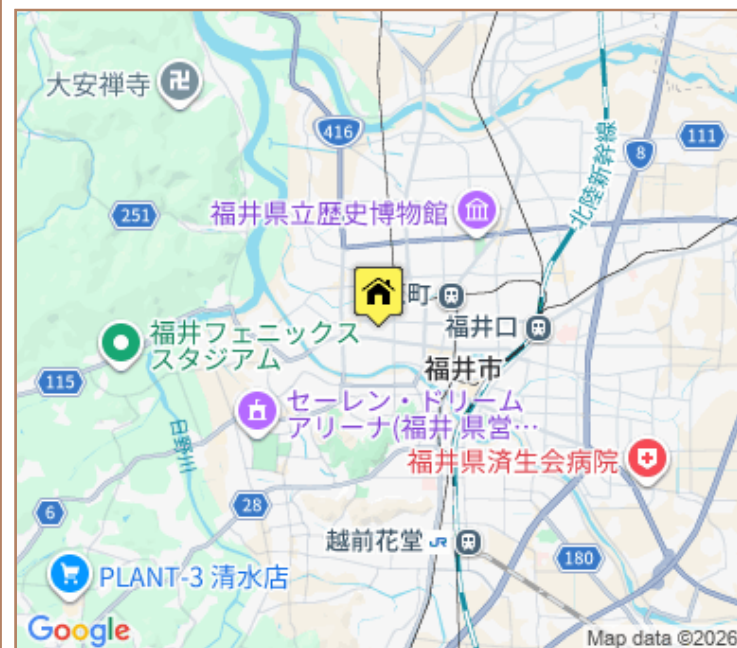 大安禅寺
416
111
8
北陸新幹線
251
福井県立歴史博物館
町
福井口
福井フェニックス
スタジアム
福井市
115
セーレン・ドリーム
アリーナ(福井 県営…
日野川
福井県済生会病院
28
6
越前花堂 JR
180
PLANT-3 清水店
Google
Map data ©2026